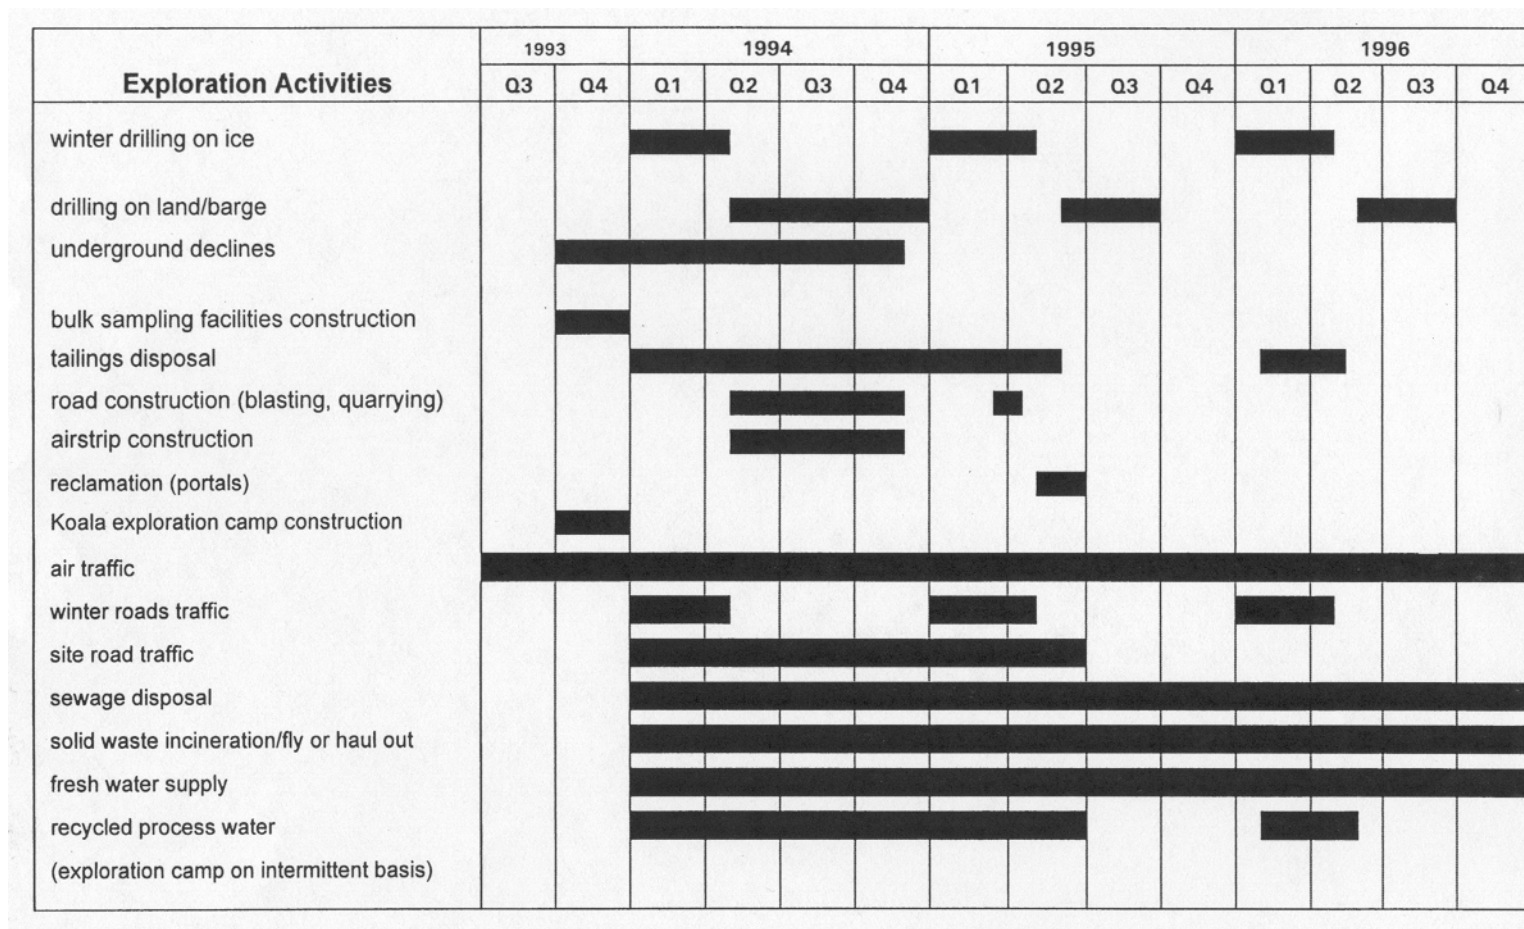 1993 1994 1995 1996
Exploration Activities Q3 Q4 Q1 Q2 Q3 Q4 Q1 Q2 Q3 Q4 Q1 Q2 Q3 Q4
winter drilling on ice
drilling on land/barge
underground declines
bulk sampling facilities construction
tailings disposal
road construction (blasting, quarrying)
airstrip construction
reclamation (portals)
Koala exploration camp construction
air traffic
winter roads traffic
site road traffic
sewage disposal
solid waste incineration/fly or haul out
fresh water supply
recycled process water
(exploration camp on intermittent basis)